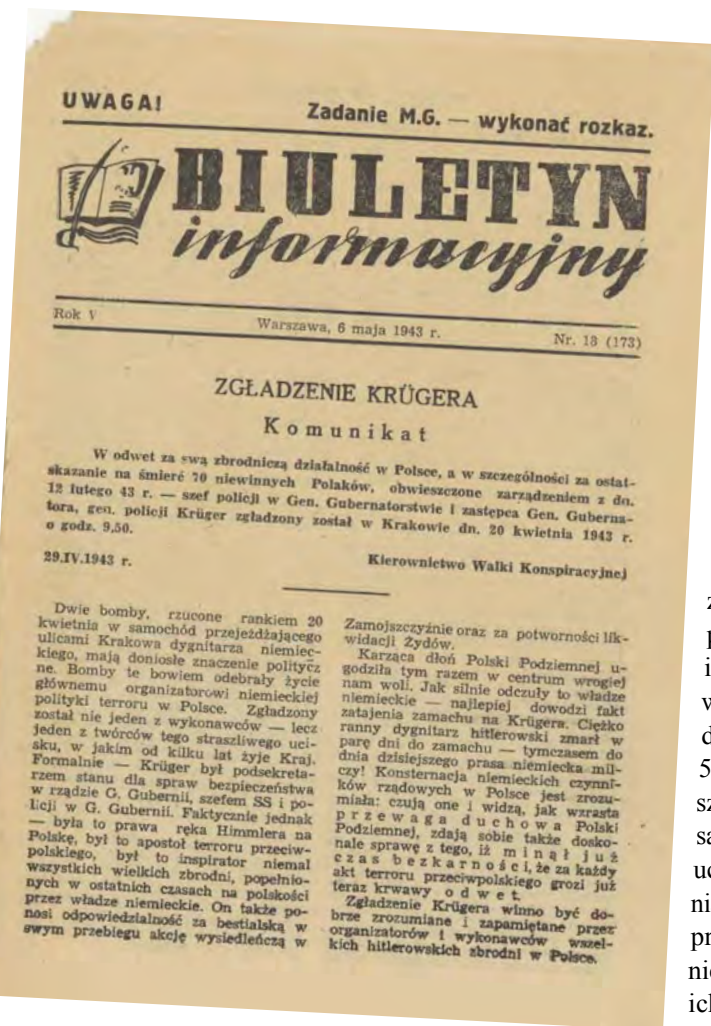 UWAGA! Zadanie M.G. — wykonać rozkaz.
BIULETYN
informacyjny
Rok V Warszawa, 6 maja 1943 r. Nr. 18 (173)
ZGŁADZENIE KRÜGERA
Komunikat
W odwet za swą zbrodniczą działalność w Polsce, a w szczególności za ostat-
skazanie na śmierć 70 niewinnych Polaków, obwieszczone zarządzeniem z dn.
12 lutego 43 r. — szef policji w Gen. Gubernatorstwie i zastępca Gen. Guberna-
tora, gen. policji Krüger zgładzony został w Krakowie dn. 20 kwietnia 1943 r.
o godz. 9,50.
29.IV.1943 r. Kierownictwo Walki Konspiracyjnej
Dwie bomby, rzucone rankiem 20
kwietnia w samochód przejeżdżającego
ulicami Krakowa dygnitarza niemiec-
kiego, mają doniosłe znaczenie politycz
ne. Bomby te bowiem odebrały życie
głównemu organizatorowi niemieckiej
polityki terroru w Polsce. Zgładzony
został nie jeden z wykonawców — lecz
jeden z twórców tego straszliwego uci-
sku, w jakim od kilku lat żyje Kraj.
Formalnie — Krüger był podsekreta-
rzem stanu dla spraw bezpieczeństwa
w rządzie G. Gubernii, szefem SS i po-
licji w G. Gubernii. Faktycznie jednak
— była to prawa ręka Himmlera na
Polskę, był to apostoł terroru przeciw-
polskiego, był to inspirator niemal
wszystkich wielkich zbrodni, popełnio-
nych w ostatnich czasach na polskości
przez władze niemieckie. On także po-
nosi odpowiedzialność za bestialską w
swym przebiegu akcję wysiedleńczą w
Zamojszczyźnie oraz za potworności lik-
widacji Żydów.
Karząca dłoń Polski Podziemnej u-
godziła tym razem w centrum wrogiej
nam woli. Jak silnie odczuły to władze
niemieckie — najlepiej dowodzi fakt
zatajenia zamachu na Krügera. Ciężko
ranny dygnitarz hitlerowski zmarł w
parę dni do zamachu — tymczasem do
dnia dzisiejszego prasa niemiecka mil-
czy! Konsternacja niemieckich czynni-
ków rządowych w Polsce jest zrozu-
miała: czują one i widzą, jak wzrasta
przewaga duchowa Polski
Podziemnej, zdają sobie także dosko-
nale sprawę z tego, iż minął już
czas bezkarności, że za każdy
akt terroru przeciwpolskiego grozi już
teraz krwawy odwet.
Zgładzenie Krügera winno być do-
brze zrozumiane i zapamiętane przez
organizatorów i wykonawców wszel-
kich hitlerowskich zbrodni w Polsce.